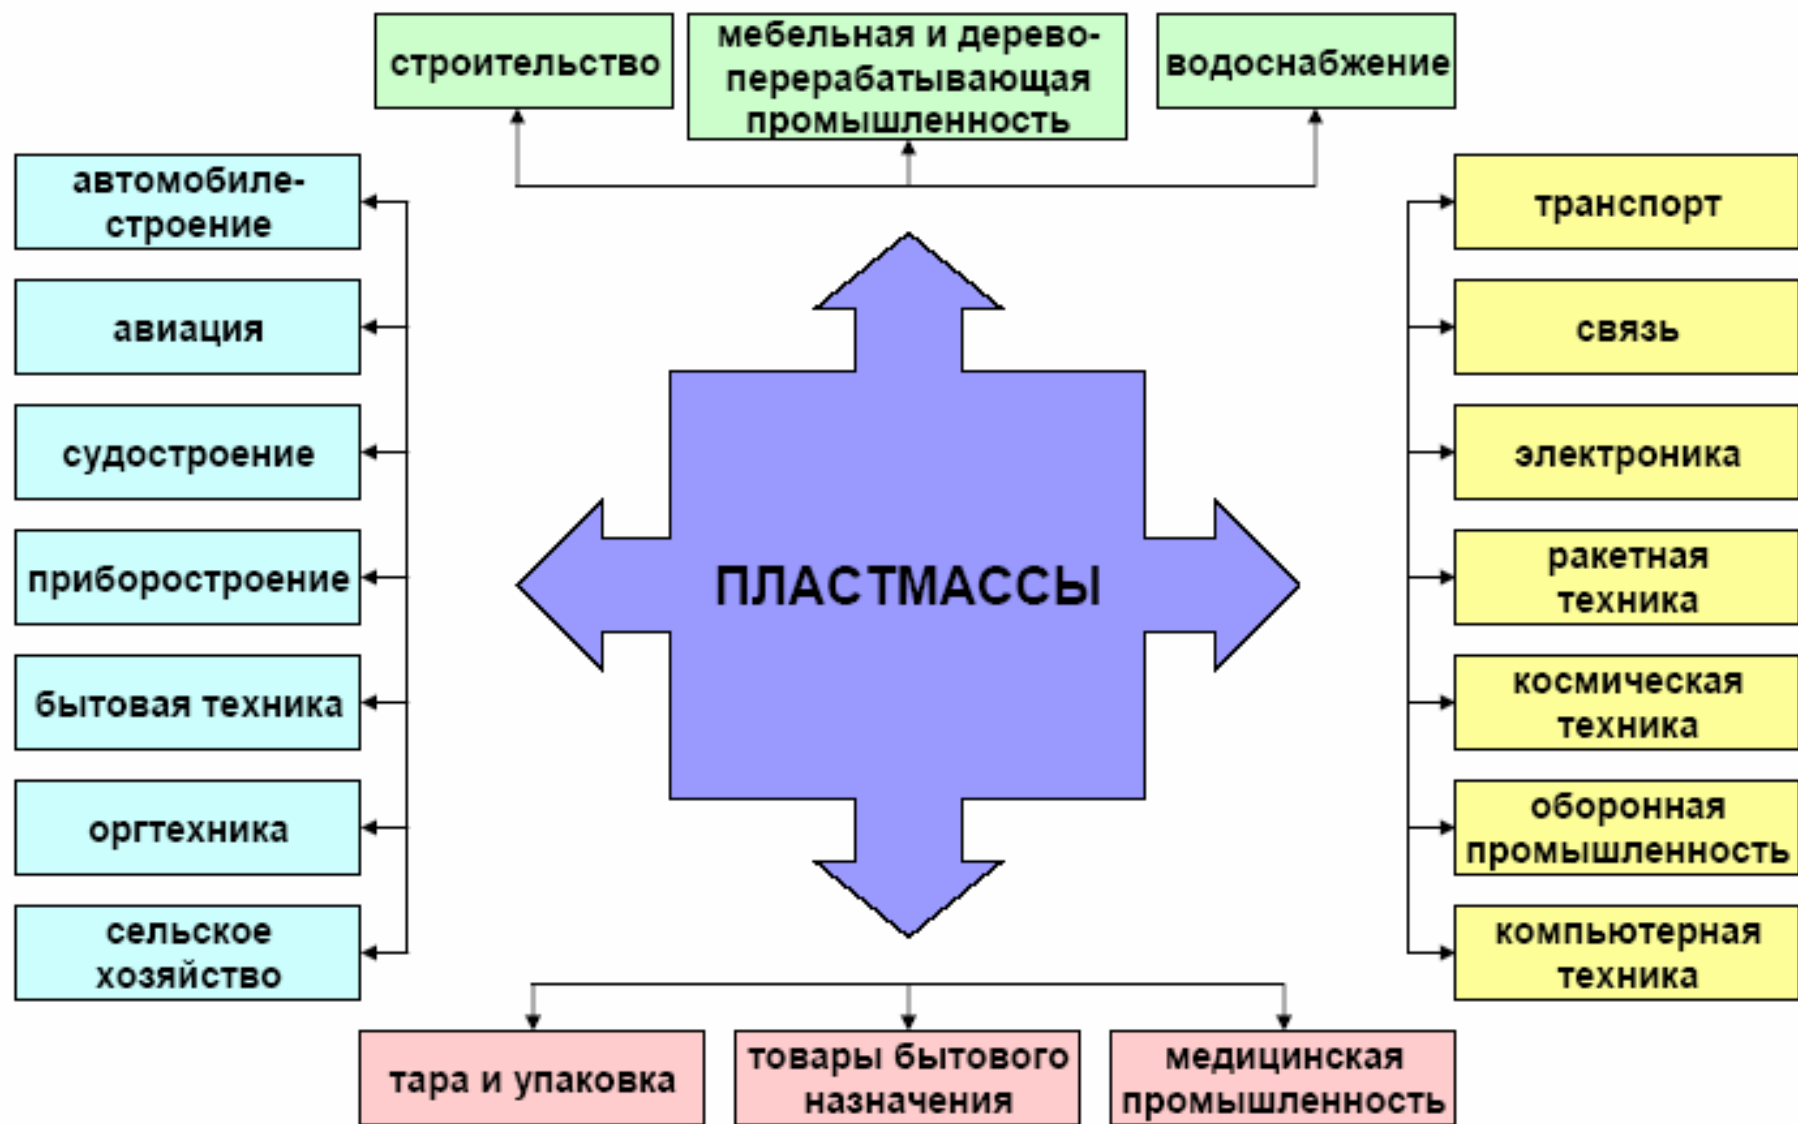 строительство
мебельная и дерево-
перерабатывающая
промышленность
водоснабжение
автомобиле-
строение
авиация
судостроение
приборостроение
бытовая техника
оргтехника
сельское
хозяйство
ПЛАСТМАССЫ
транспорт
связь
электроника
ракетная
техника
космическая
техника
оборонная
промышленность
компьютерная
техника
тара и упаковка
товары бытового
назначения
медицинская
промышленность